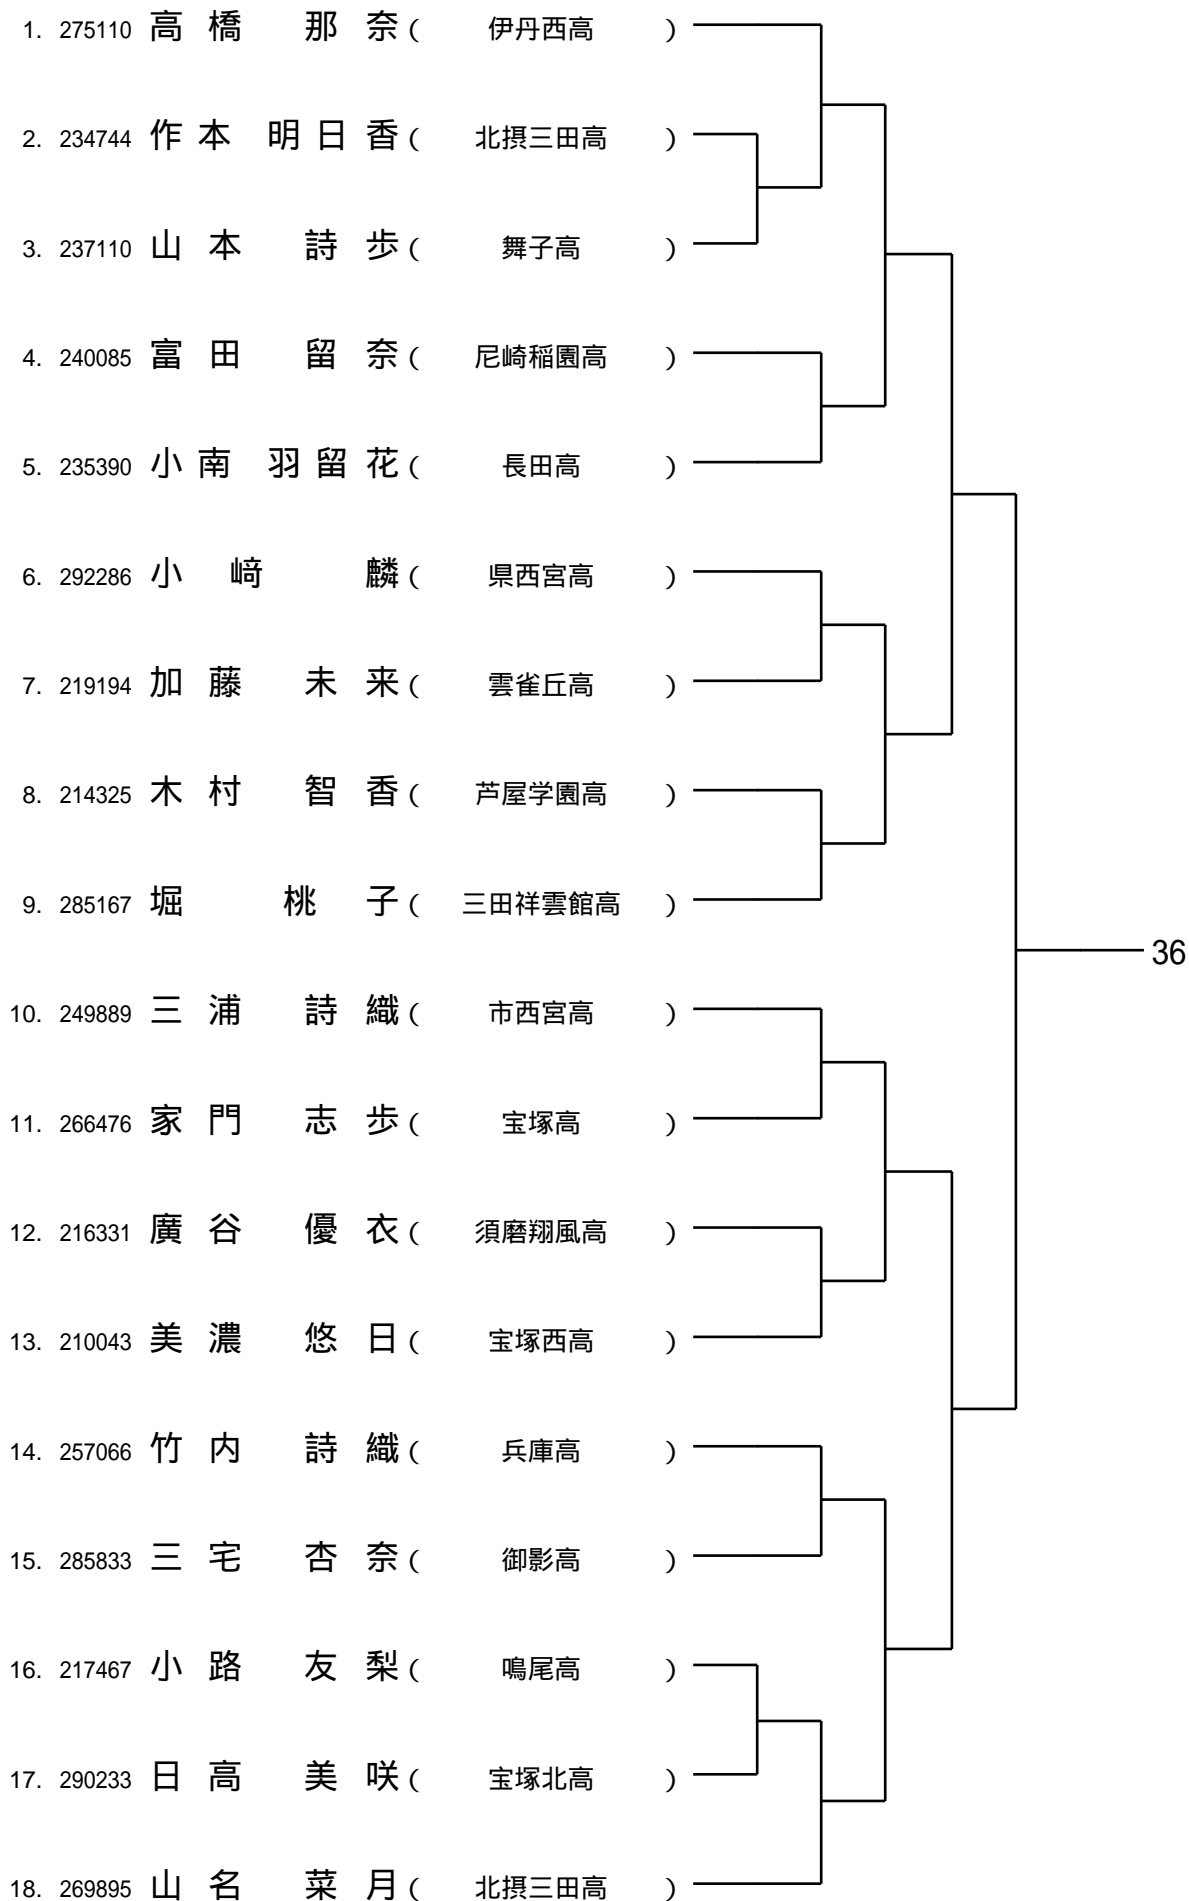 1. 275110 高橋 那奈 ( 伊丹西高 )
2. 234744 作本 明日香 ( 北摂三田高 )
3. 237110 山本 詩歩 ( 舞子高 )
4. 240085 富田 留奈 ( 尼崎稲園高 )
5. 235390 小南 羽留花 ( 長田高 )
6. 292286 小﨑 麟 ( 県西宮高 )
7. 219194 加藤 未来 ( 雲雀丘高 )
8. 214325 木村 智香 ( 芦屋学園高 )
9. 285167 堀 桃子 ( 三田祥雲館高 )
36
10. 249889 三浦 詩織 ( 市西宮高 )
11. 266476 家門 志歩 ( 宝塚高 )
12. 216331 廣谷 優衣 ( 須磨翔風高 )
13. 210043 美濃 悠日 ( 宝塚西高 )
14. 257066 竹内 詩織 ( 兵庫高 )
15. 285833 三宅 杏奈 ( 御影高 )
16. 217467 小路 友梨 ( 鳴尾高 )
17. 290233 日高 美咲 ( 宝塚北高 )
18. 269895 山名 菜月 ( 北摂三田高 )